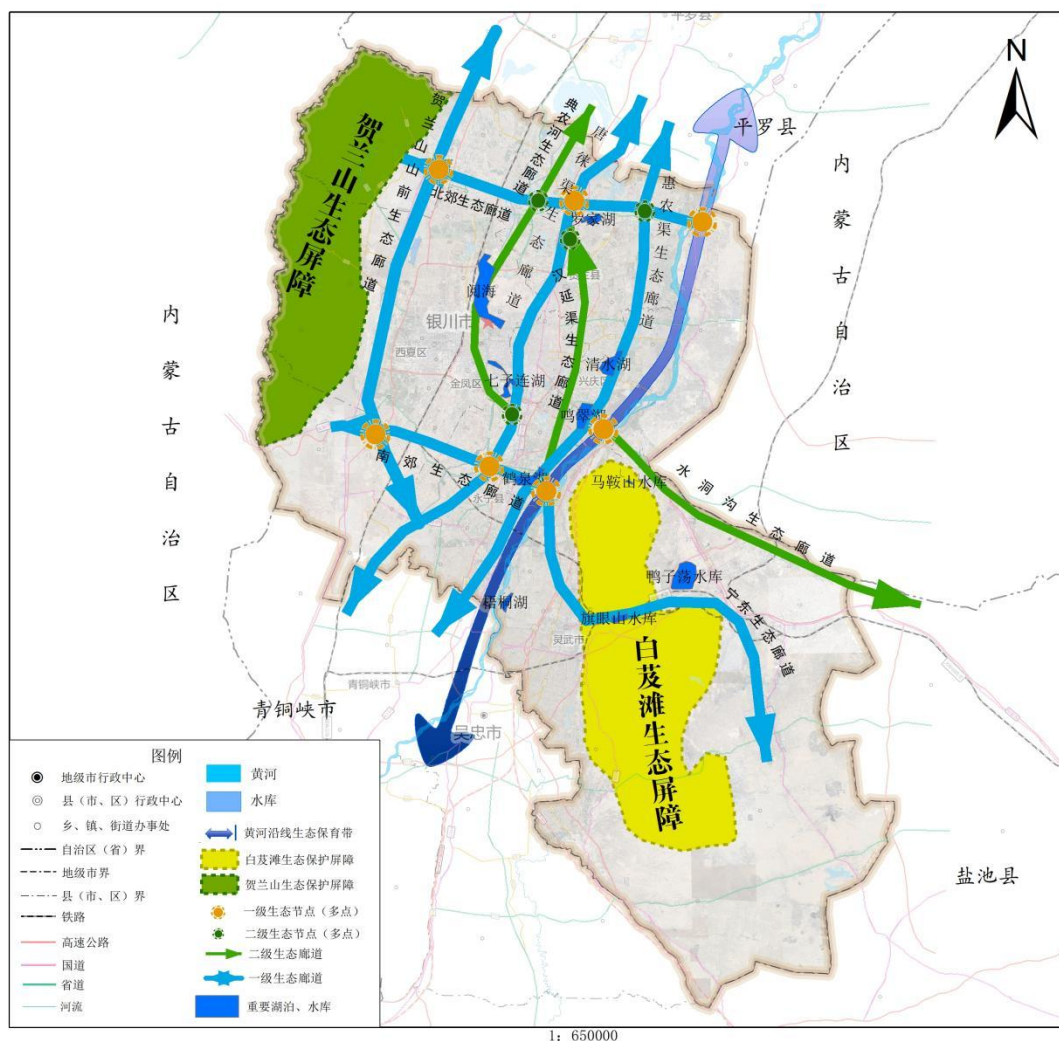 平罗县
N
平罗县
内蒙古自治区
内蒙古自治区
贺兰山生态屏障
贺兰山山前生态廊道
北郊生态廊道
典农河生态廊道
唐徕渠生态廊道
惠农渠生态廊道
今延渠生态廊道
阅海
银川市
西夏区
金凤区
七子连湖
清水湖
兴庆区
鸣翠湖
南郊生态廊道
鹤泉湖
永宁县
马鞍山水库
水洞沟生态廊道
鸭子荡水库
宁东生态廊道
梧桐湖
旗眼山水库
灵武市
白芨滩生态屏障
青铜峡市
青铜峡市
吴忠市
盐池县
图例
地级市行政中心
县（市、区）行政中心
乡、镇、街道办事处
自治区（省）界
地级市界
县（市、区）界
铁路
高速公路
国道
省道
河流
黄河
水库
黄河沿线生态保育带
白芨滩生态保护屏障
贺兰山生态保护屏障
一级生态节点（多点）
二级生态节点（多点）
二级生态廊道
一级生态廊道
重要湖泊、水库
1：650000